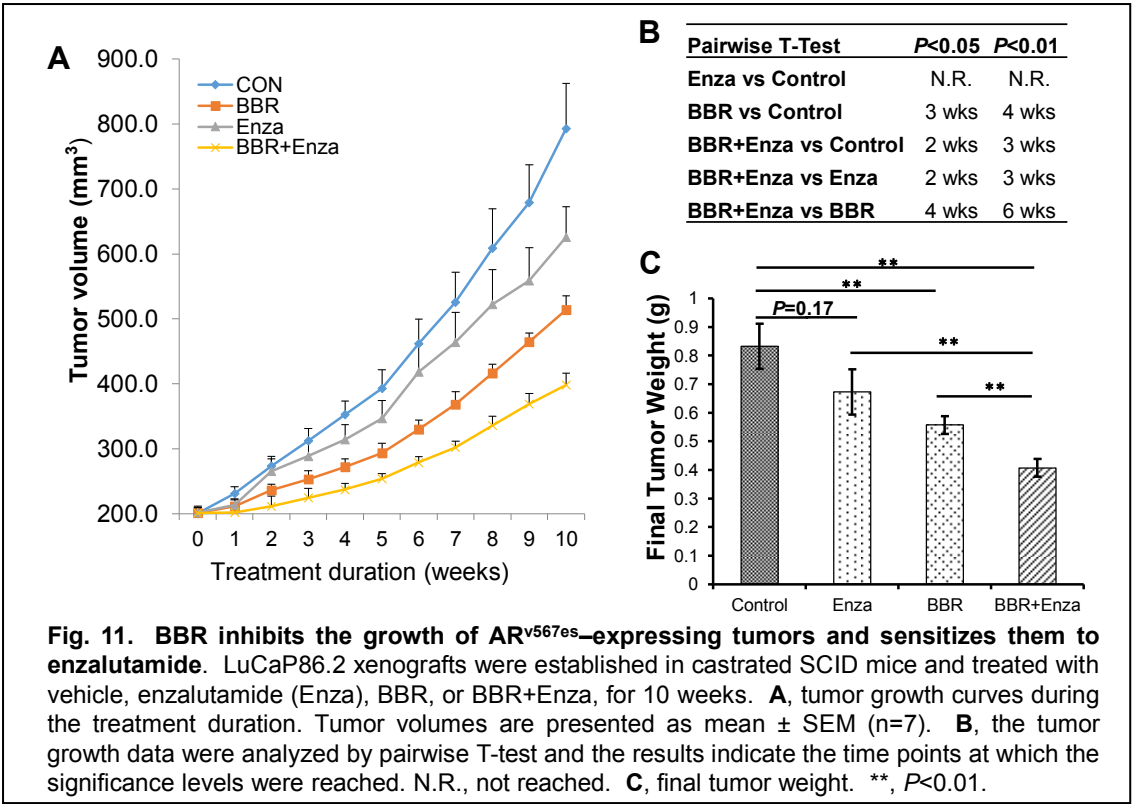 A
Tumor volume (mm³)
900.0
800.0
700.0
600.0
500.0
400.0
300.0
200.0
CON
BBR
Enza
BBR+Enza
0 1 2 3 4 5 6 7 8 9 10
Treatment duration (weeks)
B
Pairwise T-Test P<0.05 P<0.01
Enza vs Control N.R. N.R.
BBR vs Control 3 wks 4 wks
BBR+Enza vs Control 2 wks 3 wks
BBR+Enza vs Enza 2 wks 3 wks
BBR+Enza vs BBR 4 wks 6 wks
C
Final Tumor Weight (g)
**
**
P=0.17
**
**
1
0.9
0.8
0.7
0.6
0.5
0.4
0.3
0.2
0.1
0
Control Enza BBR BBR+Enza
Fig. 11. BBR inhibits the growth of ARv567es–expressing tumors and sensitizes them to
enzalutamide. LuCaP86.2 xenografts were established in castrated SCID mice and treated with
vehicle, enzalutamide (Enza), BBR, or BBR+Enza, for 10 weeks. A, tumor growth curves during
the treatment duration. Tumor volumes are presented as mean ± SEM (n=7). B, the tumor
growth data were analyzed by pairwise T-test and the results indicate the time points at which the
significance levels were reached. N.R., not reached. C, final tumor weight. **, P<0.01.